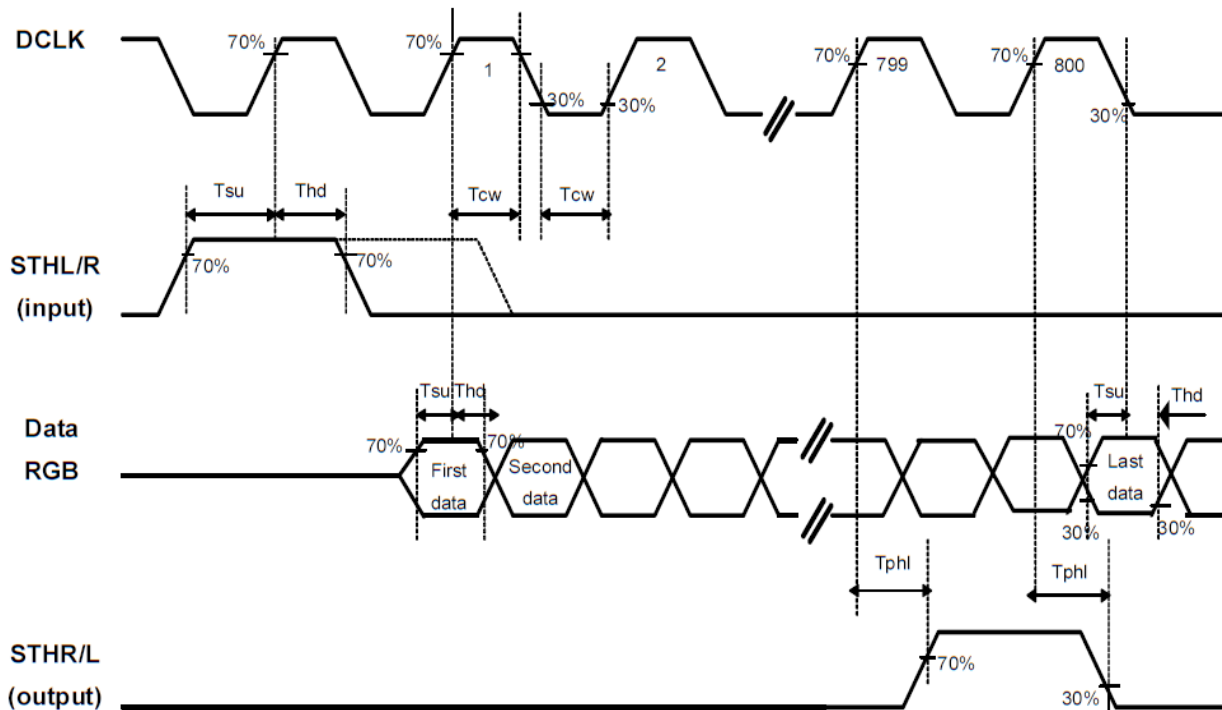 DCLK
70%
70%
1
30%
30%
2
70%
799
70%
800
30%
Tsu
Thd
Tcw
Tcw
STHL/R
(input)
70%
70%
Data
RGB
Tsu
Thd
70%
70%
First
data
Second
data
Tsu
Thd
70%
Last
data
30%
30%
Tphl
Tphl
STHR/L
(output)
70%
30%